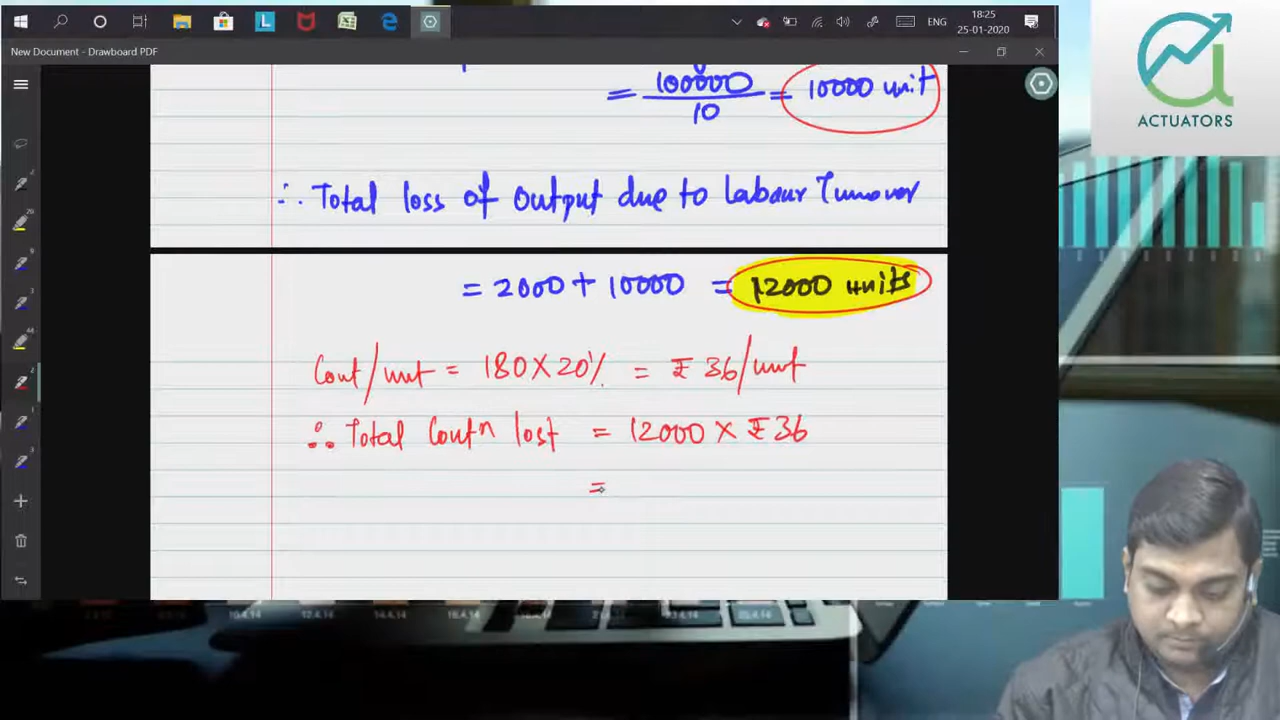 ENG
18:25
25-01-2020
New Document - Drawboard PDF
ACTUATORS
= 100000/10 = 10000 unit
∴ Total loss of output due to Labour Turnover
= 2000 + 10000 = 12000 units
Cont/unit = 180 × 20% = ₹ 36/unit
∴ Total Contn lost = 12000 × ₹ 36
=